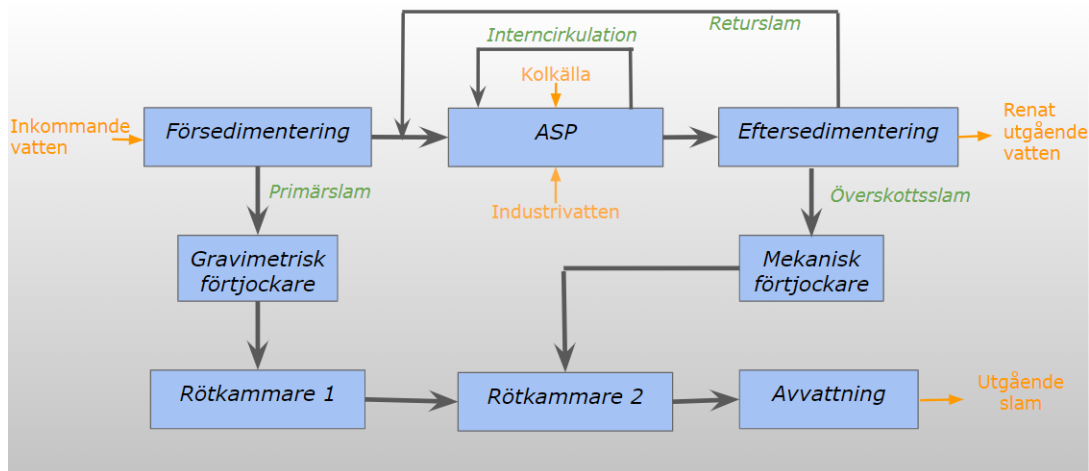 Returslam
Interncirkulation
Kolkälla
Inkommande
vatten
Försedimentering
ASP
Eftersedimentering
Renat
utgående
vatten
Primärslam
Industrivatten
Överskottsslam
Gravimetrisk
förtjockare
Mekanisk
förtjockare
Rötkammare 1
Rötkammare 2
Avvattning
Utgående
slam